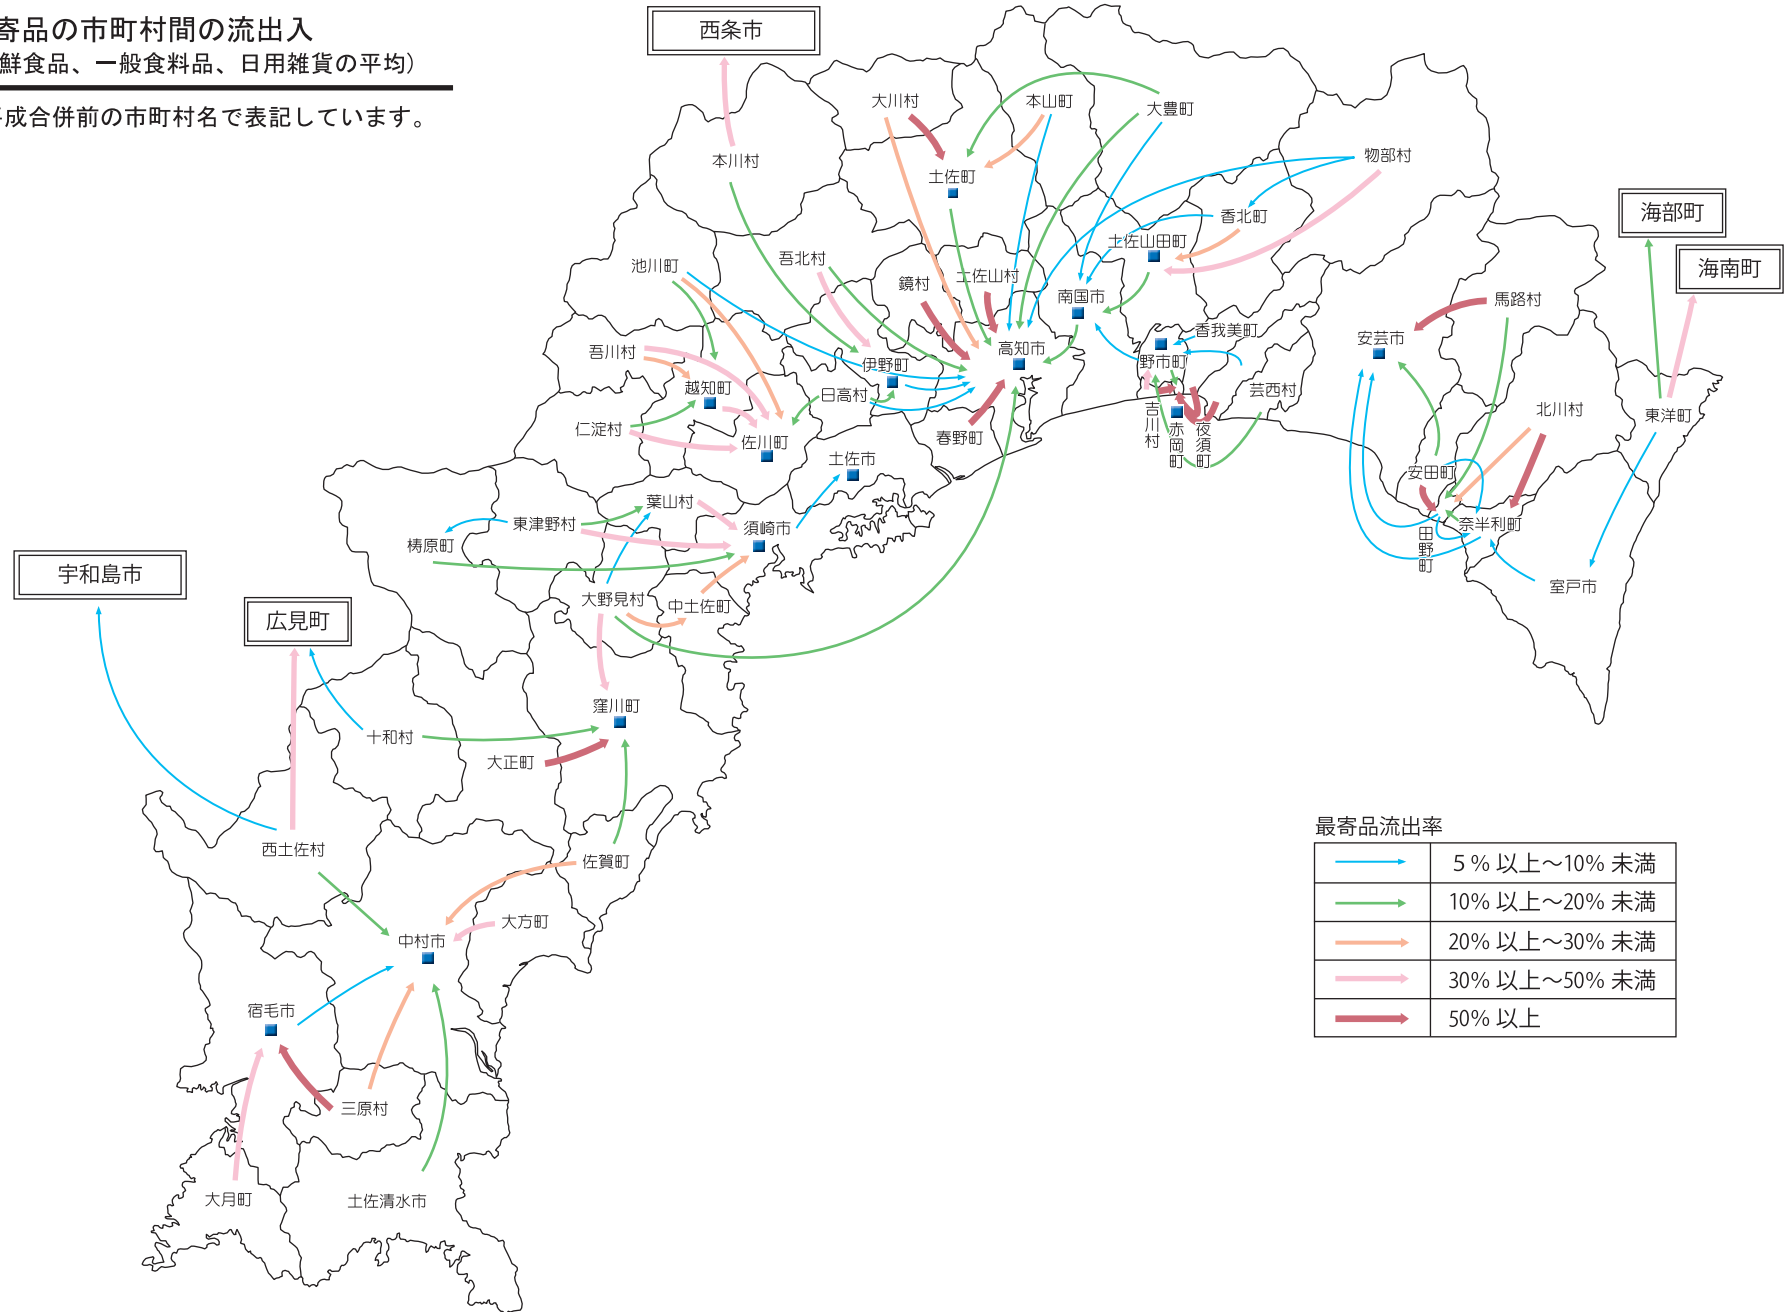 寄品の市町村間の流出入
鮮食品、一般食料品、日用雑貨の平均）
成合併前の市町村名で表記しています。
西条市
大川村
本山町
大豊町
本川村
土佐町
物部村
香北町
海部町
土佐山田町
海南町
池川町
吾北村
鏡村
土佐山村
南国市
馬路村
香我美町
安芸市
吾川村
高知市
伊野町
野市町
越知町
日高村
芸西村
吉川村
赤岡町
夜須町
北川村
東洋町
仁淀村
佐川町
春野町
土佐市
安田町
葉山村
東津野村
須崎市
奈半利町
梼原町
田野町
宇和島市
室戸市
大野見村
中土佐町
広見町
窪川町
十和村
大正町
西土佐村
佐賀町
大方町
中村市
宿毛市
三原村
大月町
土佐清水市
最寄品流出率
5％以上～10％未満
10％以上～20％未満
20％以上～30％未満
30％以上～50％未満
50％以上